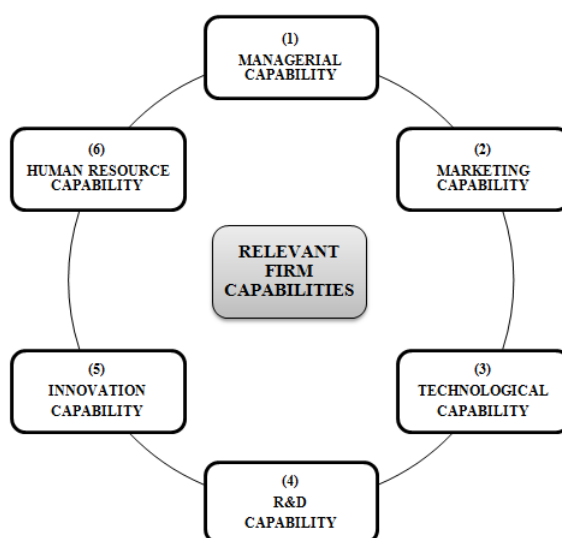 (1)
MANAGERIAL
CAPABILITY
(2)
MARKETING
CAPABILITY
(3)
TECHNOLOGICAL
CAPABILITY
(4)
R&D
CAPABILITY
(5)
INNOVATION
CAPABILITY
(6)
HUMAN RESOURCE
CAPABILITY
RELEVANT
FIRM
CAPABILITIES